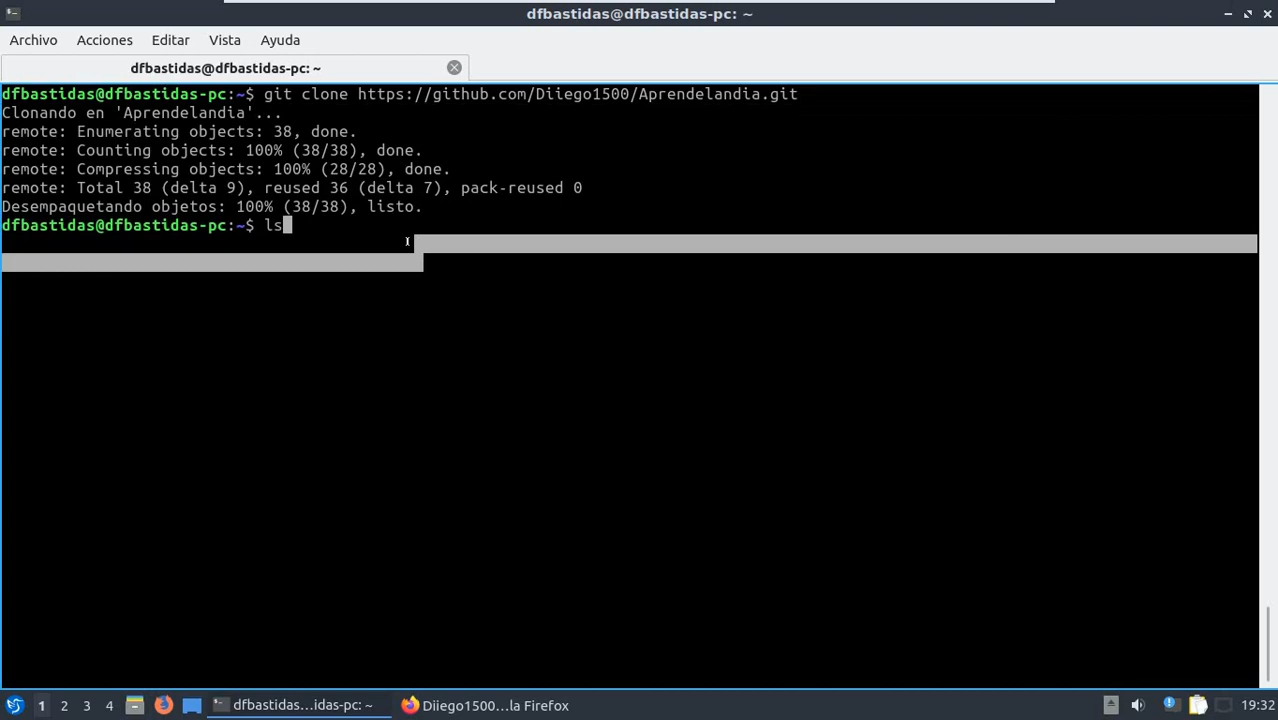 dfbastidas@dfbastidas-pc: ~
Archivo Acciones Editar Vista Ayuda
dfbastidas@dfbastidas-pc: ~
dfbastidas@dfbastidas-pc:~$ git clone https://github.com/Diiego1500/Aprendelandia.git
Clonando en 'Aprendelandia'...
remote: Enumerating objects: 38, done.
remote: Counting objects: 100% (38/38), done.
remote: Compressing objects: 100% (28/28), done.
remote: Total 38 (delta 9), reused 36 (delta 7), pack-reused 0
Desempaquetando objetos: 100% (38/38), listo.
dfbastidas@dfbastidas-pc:~$ ls
1 2 3 4 dfbastidas...idas-pc: ~ Diiego1500...la Firefox 19:32